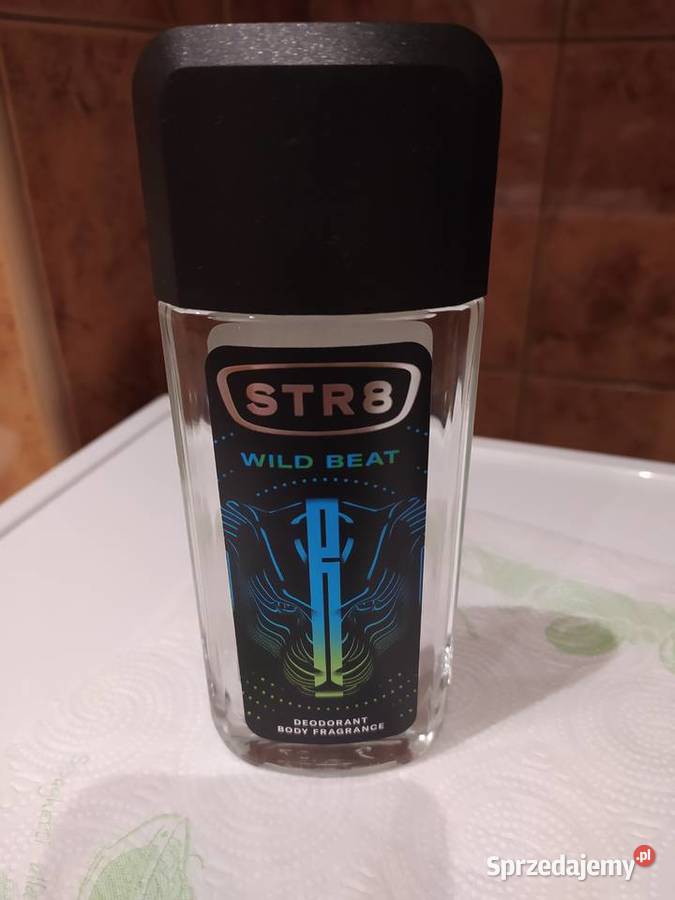 STR8
WILD BEAT
DEODORANT
BODY FRAGRANCE
Sprzedajemy.pl